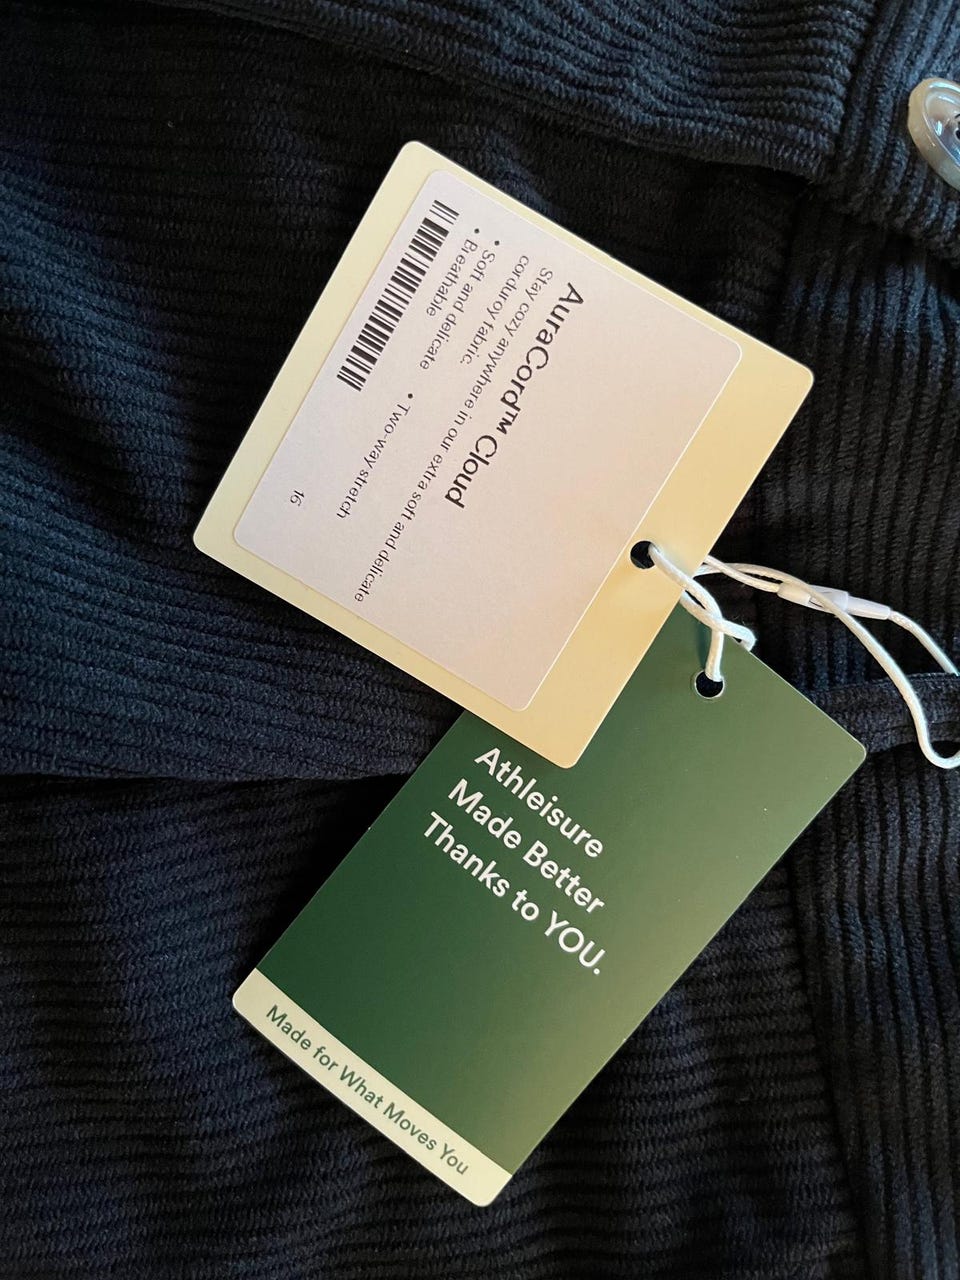 AuraCord™ Cloud
Stay cozy anywhere in our extra soft and delicate
corduroy fabric.
• Soft and delicate
• Two-way stretch
• Breathable
16
Athleisure
Made Better
Thanks to YOU.
Made for What Moves You